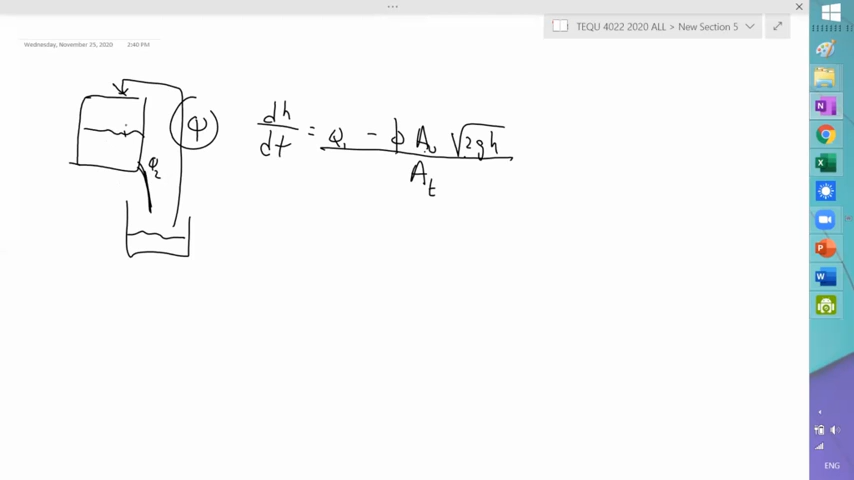 TEQU 4022 2020 ALL > New Section 5
Wednesday, November 25, 2020 2:40 PM
dh/dt = Q₁ - b A₀ √2gh / A_t
Q₂
ENG